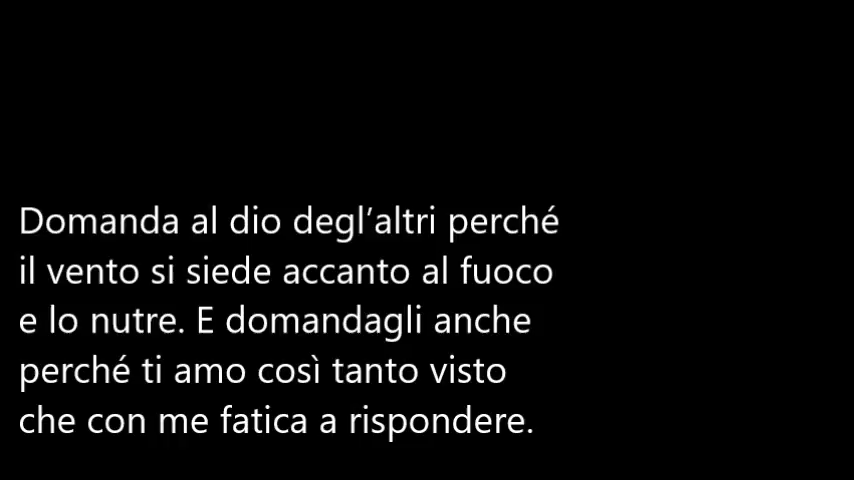 Domanda al dio degl’altri perché
il vento si siede accanto al fuoco
e lo nutre. E domandagli anche
perché ti amo così tanto visto
che con me fatica a rispondere.